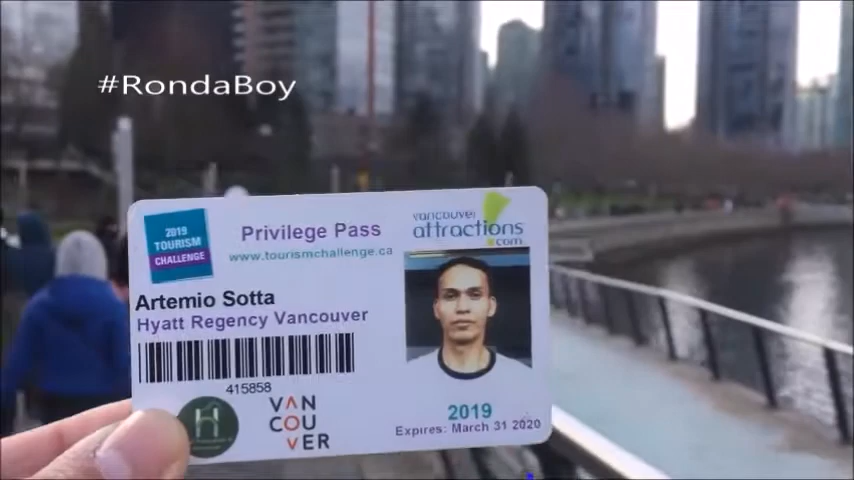 #RondaBoy
2019
TOURISM
CHALLENGE
Privilege Pass
www.tourismchallenge.ca
vancouver
attractions
.com
Artemio Sotta
Hyatt Regency Vancouver
415858
H
VAN
COU
VER
2019
Expires: March 31 2020